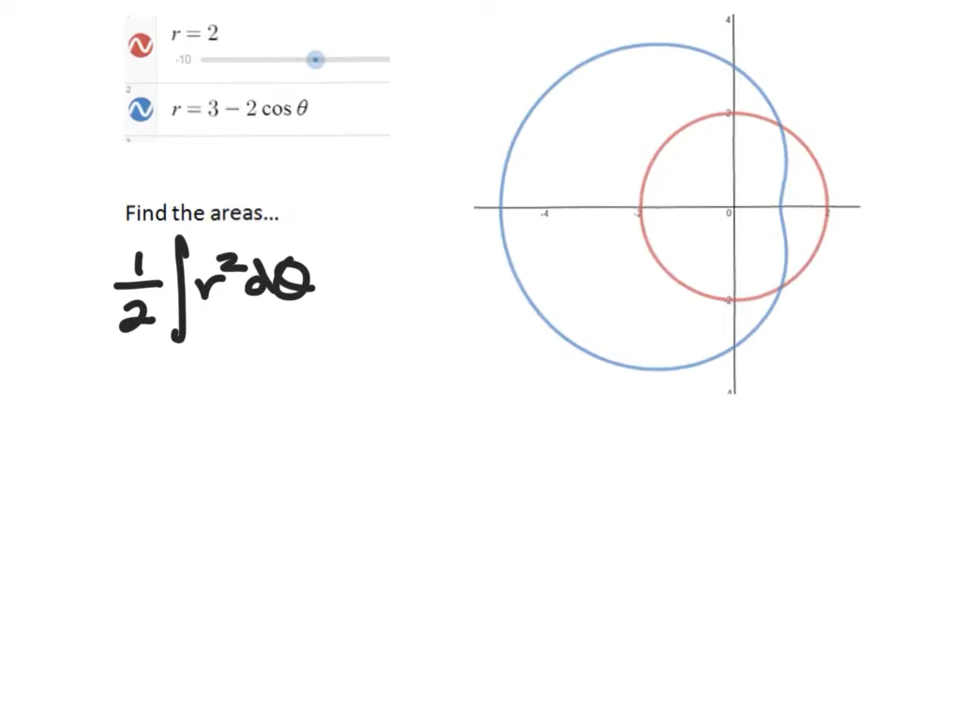 r = 2
-10
2
r = 3 − 2 cos θ
Find the areas...
1/2 ∫ r² dθ
4
2
-4
-2
0
2
-2